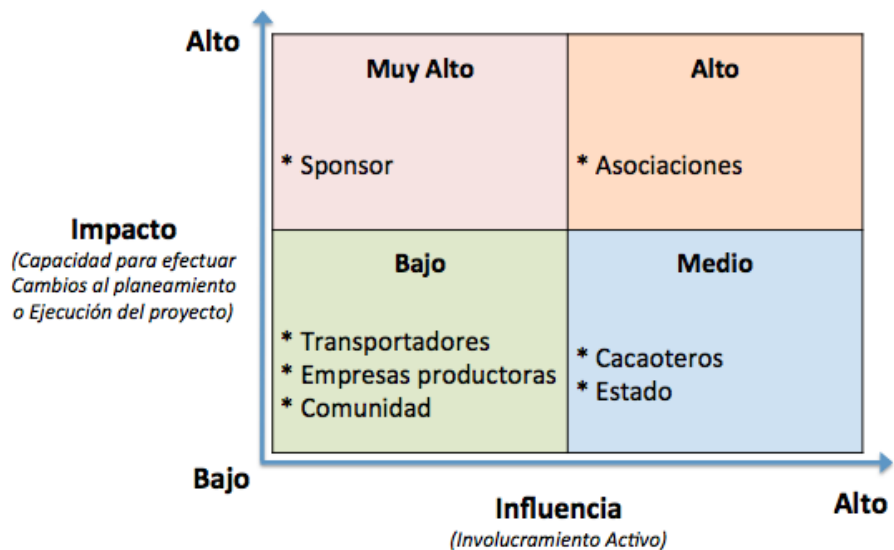 Alto
Muy Alto
Alto
* Sponsor
* Asociaciones
Impacto
(Capacidad para efectuar
Cambios al planeamiento
o Ejecución del proyecto)
Bajo
Medio
* Transportadores
* Empresas productoras
* Comunidad
* Cacaoteros
* Estado
Bajo
Influencia
(Involucramiento Activo)
Alto